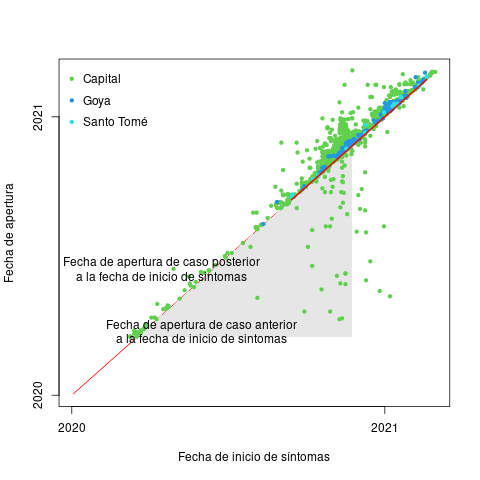 Capital
Goya
Santo Tomé
2021
Fecha de apertura
Fecha de apertura de caso posterior
a la fecha de inicio de síntomas
Fecha de apertura de caso anterior
a la fecha de inicio de sintomas
2020
2020
2021
Fecha de inicio de síntomas